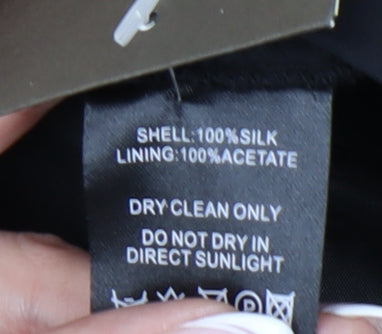 SHELL:100%SILK
LINING:100%ACETATE
DRY CLEAN ONLY
DO NOT DRY IN
DIRECT SUNLIGHT
P